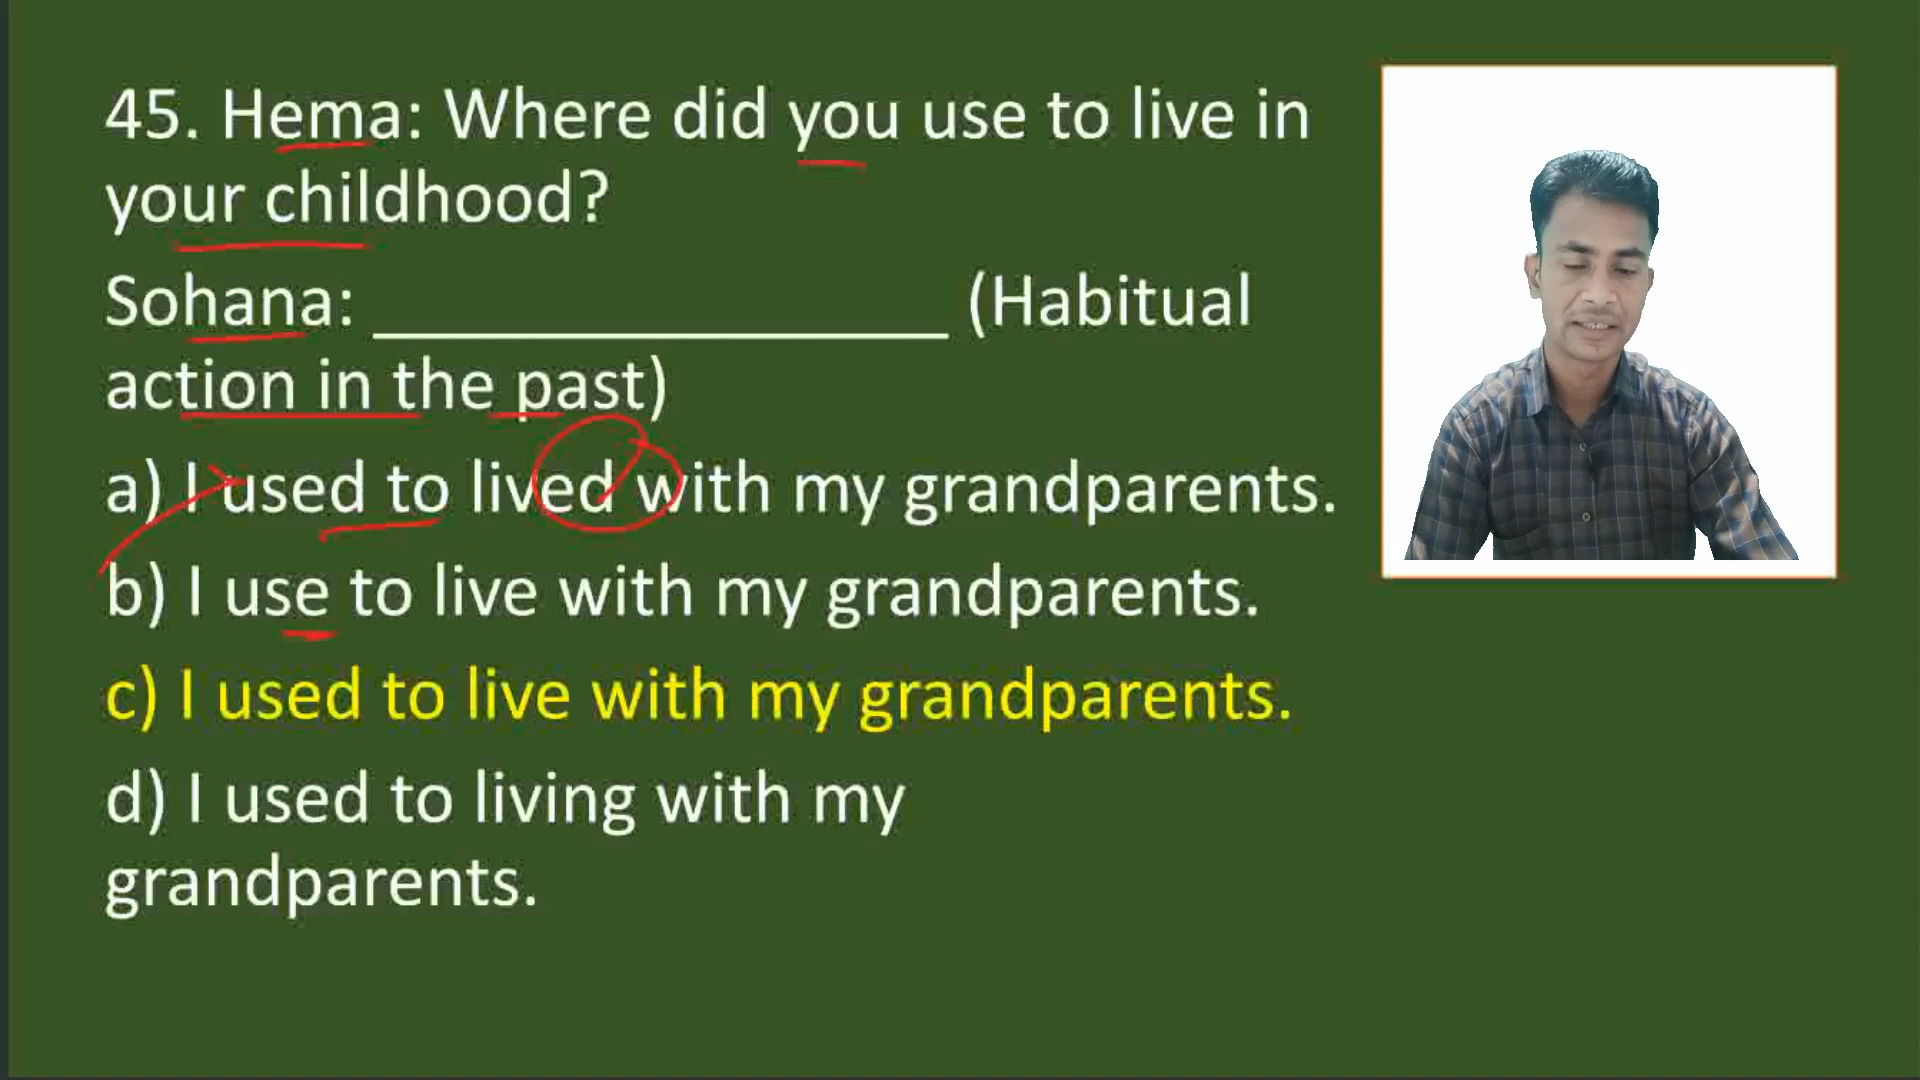 45. Hema: Where did you use to live in
your childhood?
Sohana: _________________ (Habitual
action in the past)
a) I used to lived with my grandparents.
b) I use to live with my grandparents.
c) I used to live with my grandparents.
d) I used to living with my
grandparents.